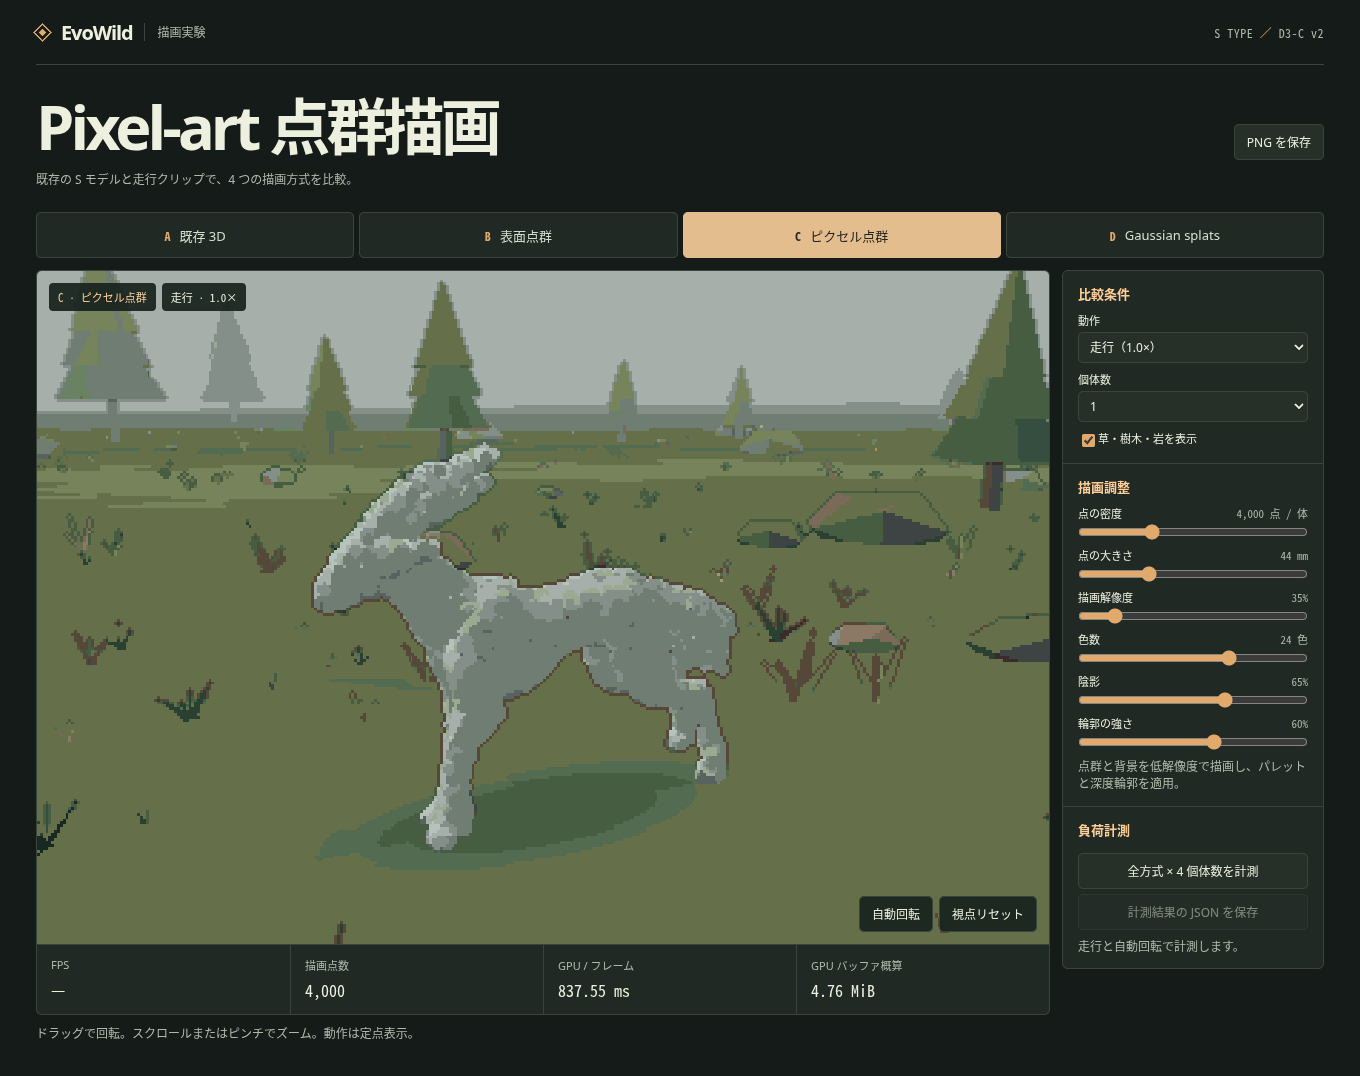 EvoWild
描画実験
S TYPE ／ D3-C v2
Pixel-art 点群描画
PNG を保存
既存の S モデルと走行クリップで、4 つの描画方式を比較。
A 既存 3D
B 表面点群
C ピクセル点群
D Gaussian splats
C · ピクセル点群
走行 · 1.0×
自動回転
視点リセット
FPS
—
描画点数
4,000
GPU / フレーム
837.55 ms
GPU バッファ概算
4.76 MiB
ドラッグで回転。スクロールまたはピンチでズーム。動作は定点表示。
比較条件
動作
走行（1.0×）
個体数
1
草・樹木・岩を表示
描画調整
点の密度 4,000 点 / 体
点の大きさ 44 mm
描画解像度 35%
色数 24 色
陰影 65%
輪郭の強さ 60%
点群と背景を低解像度で描画し、パレット
と深度輪郭を適用。
負荷計測
全方式 × 4 個体数を計測
計測結果の JSON を保存
走行と自動回転で計測します。